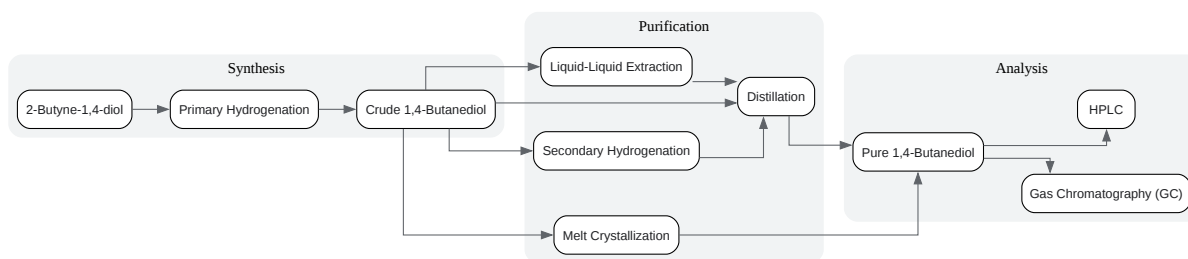 Purification
Synthesis
Analysis
Liquid-Liquid Extraction
2-Butyne-1,4-diol
Primary Hydrogenation
Crude 1,4-Butanediol
Distillation
HPLC
Secondary Hydrogenation
Pure 1,4-Butanediol
Gas Chromatography (GC)
Melt Crystallization